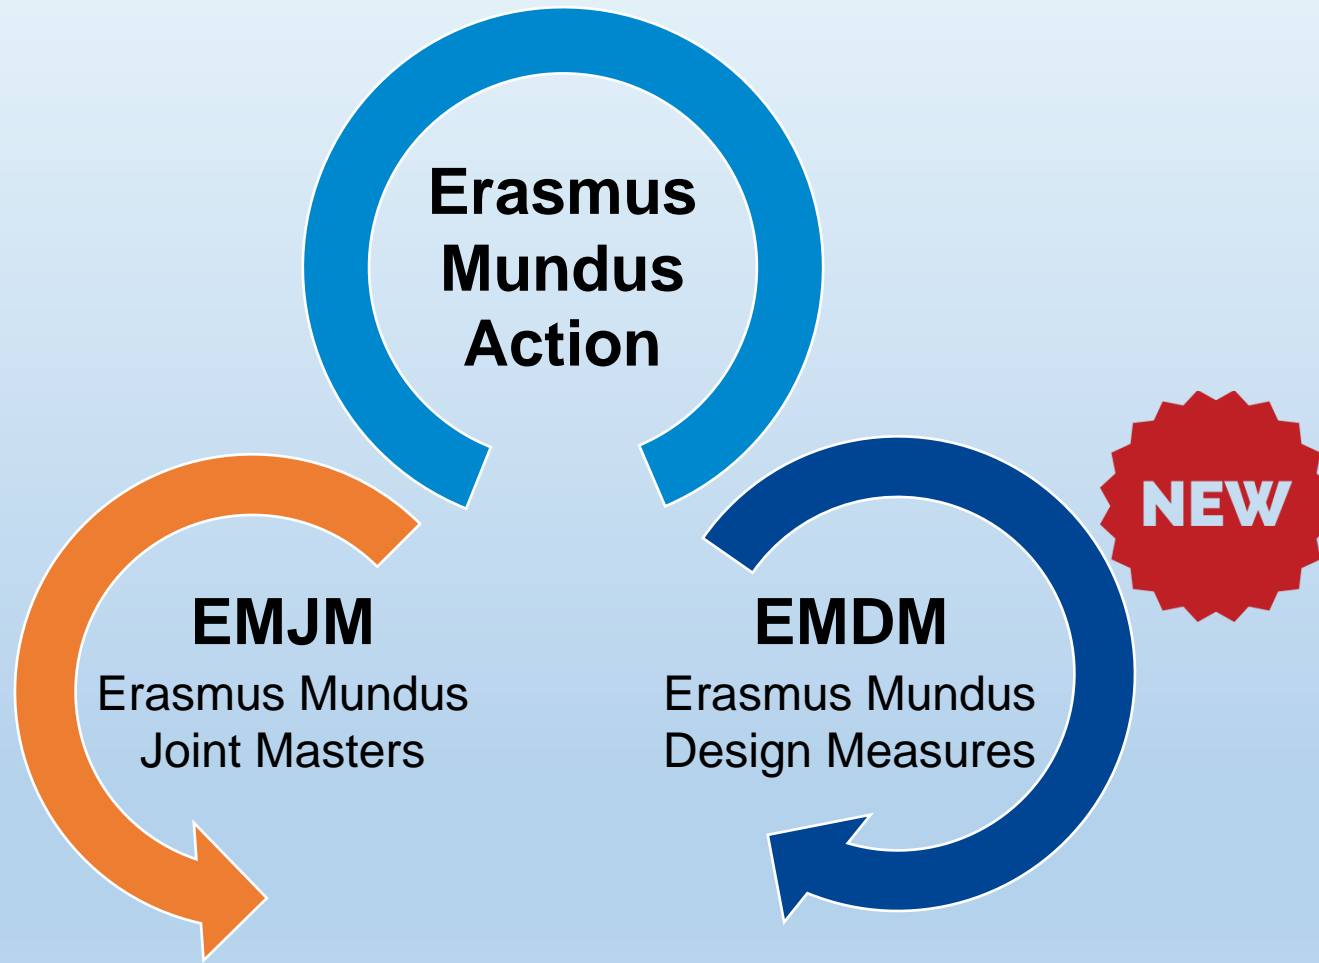 Erasmus
Mundus
Action
NEW
EMJM
Erasmus Mundus
Joint Masters
EMDM
Erasmus Mundus
Design Measures